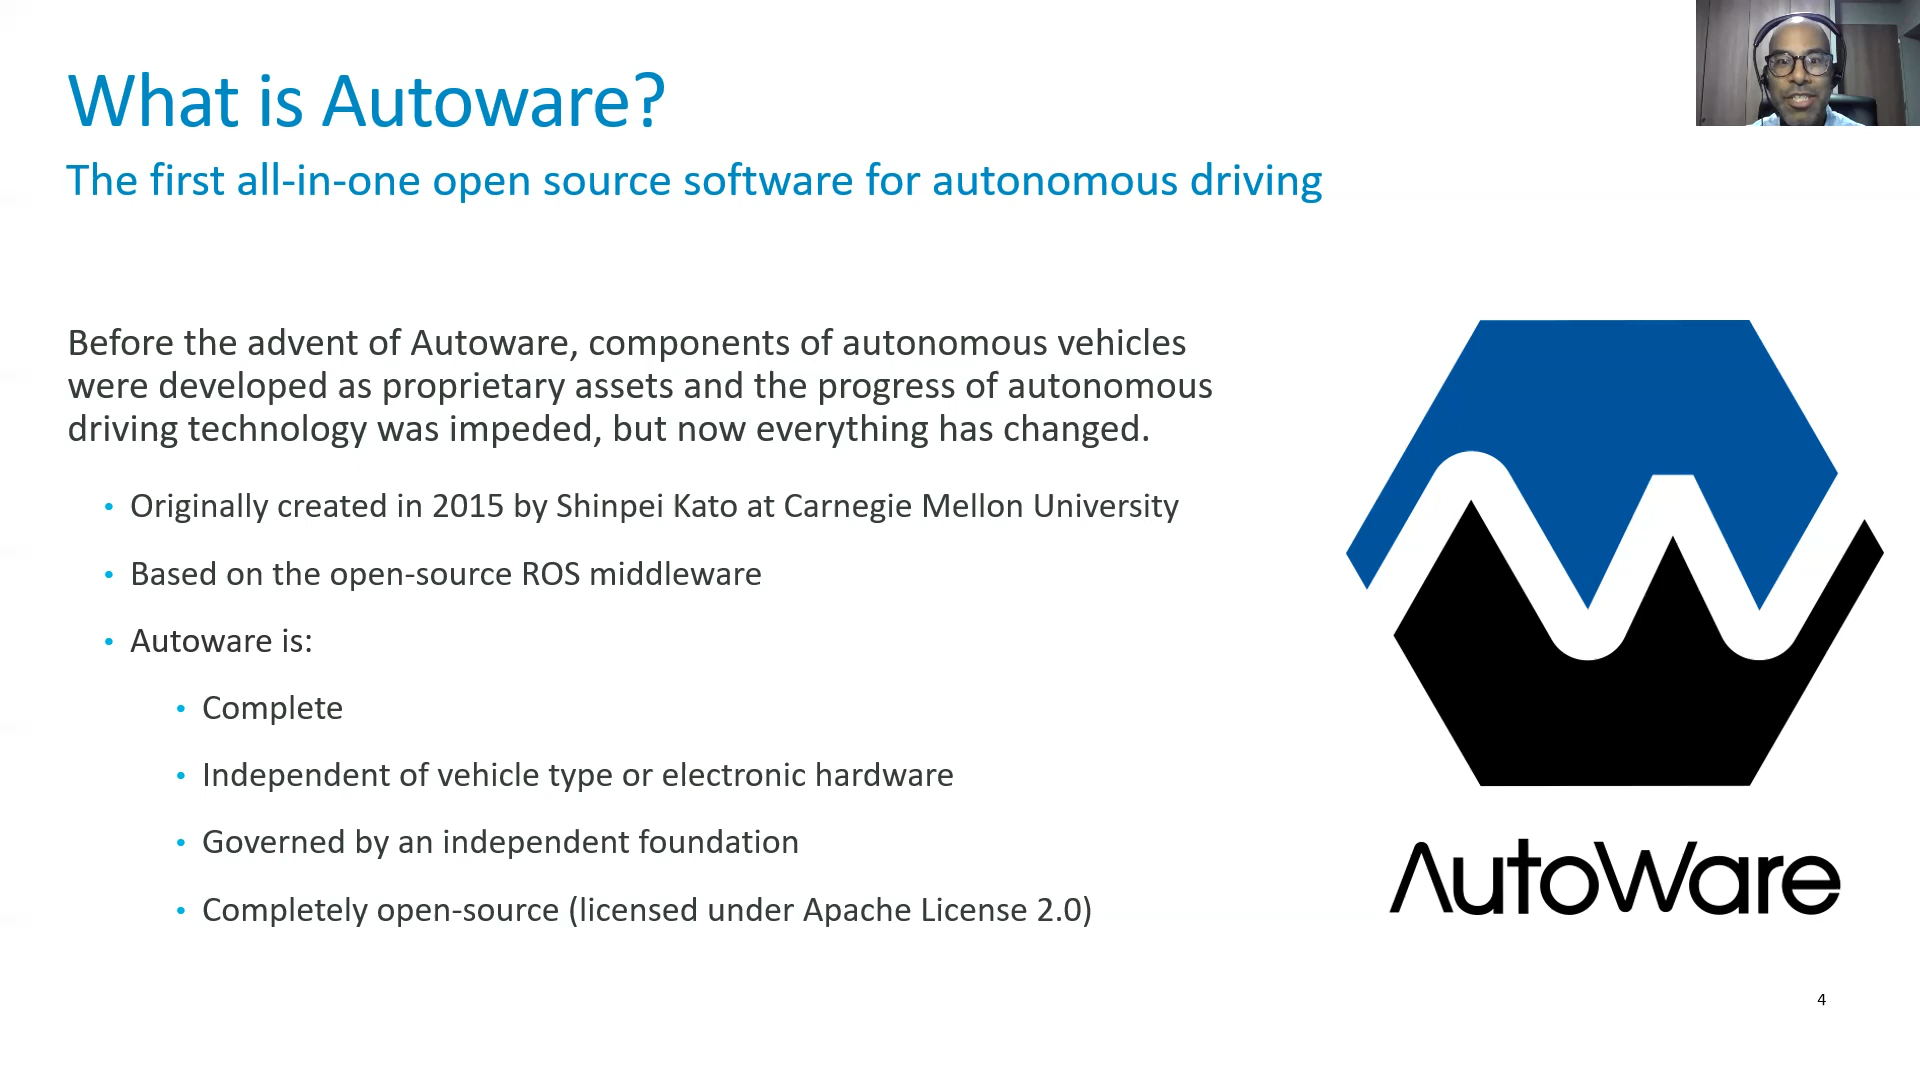 What is Autoware?
The first all-in-one open source software for autonomous driving
Before the advent of Autoware, components of autonomous vehicles
were developed as proprietary assets and the progress of autonomous
driving technology was impeded, but now everything has changed.
• Originally created in 2015 by Shinpei Kato at Carnegie Mellon University
• Based on the open-source ROS middleware
• Autoware is:
• Complete
• Independent of vehicle type or electronic hardware
• Governed by an independent foundation
• Completely open-source (licensed under Apache License 2.0)
AutoWare
4